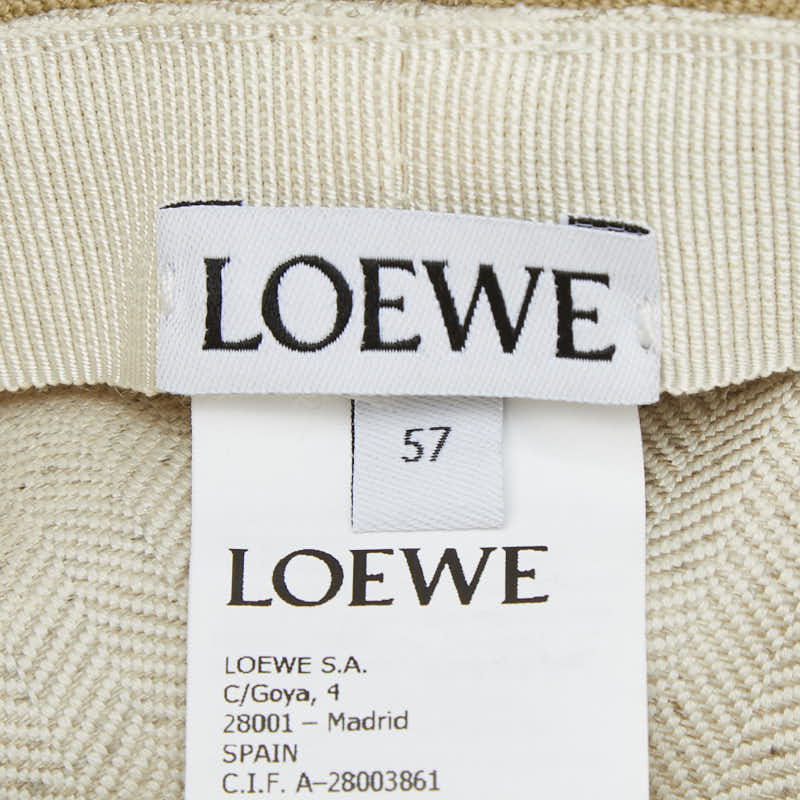 LOEWE
57
LOEWE
LOEWE S.A.
C/Goya, 4
28001 – Madrid
SPAIN
C.I.F. A-28003861